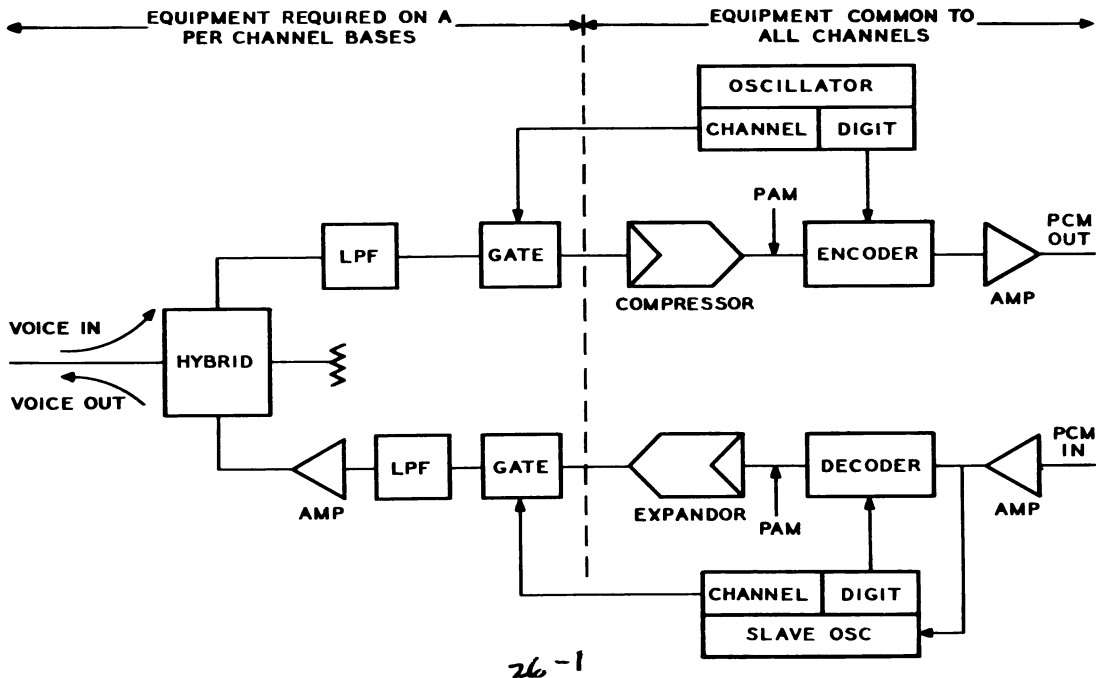 EQUIPMENT REQUIRED ON A
PER CHANNEL BASES
EQUIPMENT COMMON TO
ALL CHANNELS
OSCILLATOR
CHANNEL
DIGIT
PAM
PCM
OUT
LPF
GATE
ENCODER
COMPRESSOR
AMP
VOICE IN
HYBRID
VOICE OUT
PCM
IN
LPF
GATE
DECODER
AMP
EXPANDOR
PAM
AMP
CHANNEL
DIGIT
SLAVE OSC
26-1